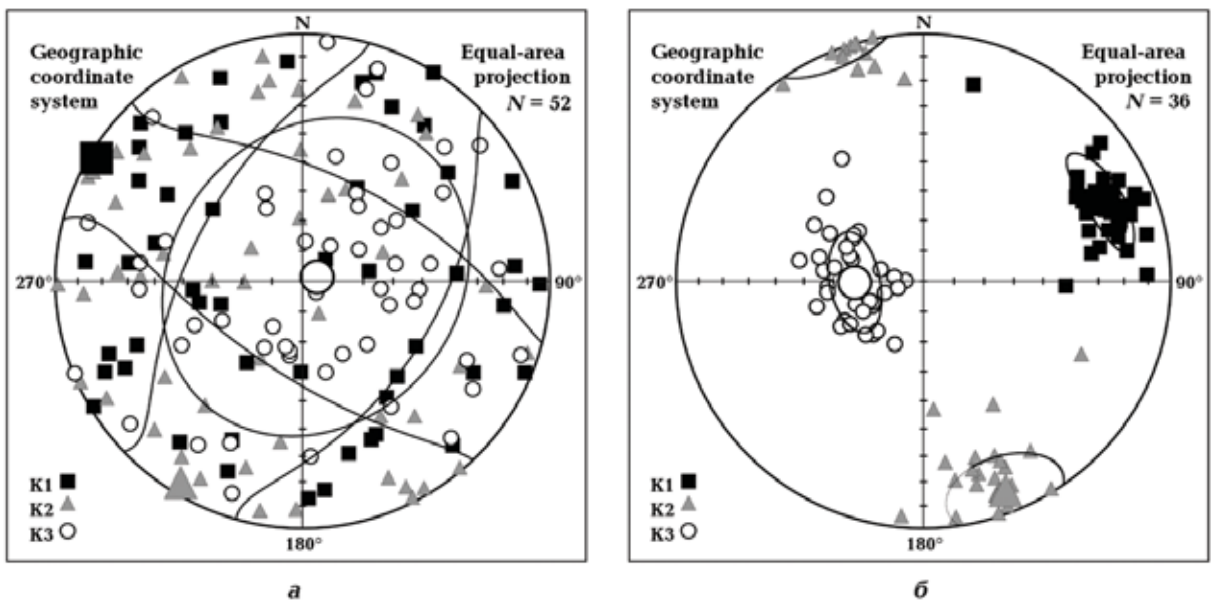 N
Geographic
coordinate
system
Equal-area
projection
N = 52
270°
90°
K1
K2
K3
180°
а
N
Geographic
coordinate
system
Equal-area
projection
N = 36
270°
90°
K1
K2
K3
180°
б